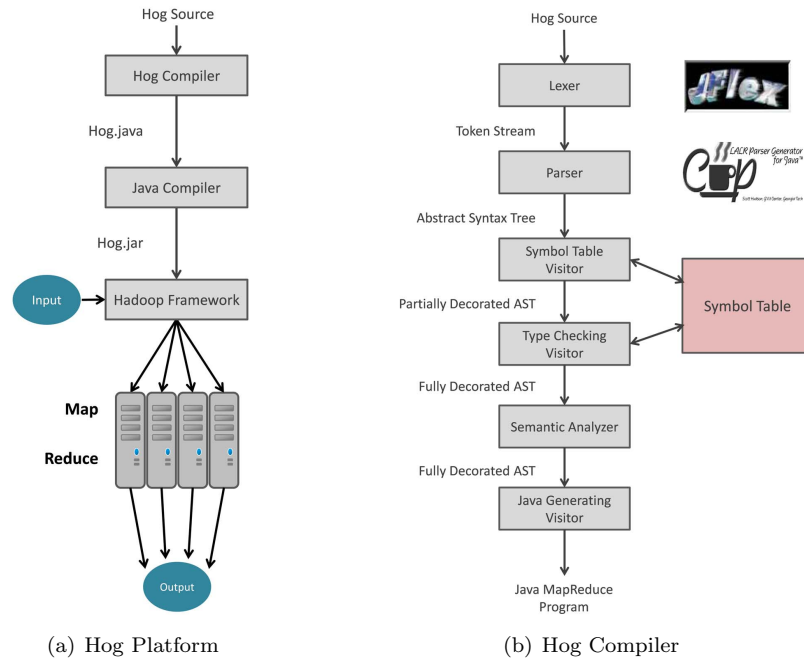 Hog Source
Hog Compiler
Hog.java
Java Compiler
Hog.jar
Input
Hadoop Framework
Map
Reduce
Output
(a) Hog Platform
Hog Source
Lexer
JFlex
Token Stream
Parser
LALR Parser Generator
for Java™
Cup
Abstract Syntax Tree
Symbol Table
Visitor
Symbol Table
Partially Decorated AST
Type Checking
Visitor
Fully Decorated AST
Semantic Analyzer
Fully Decorated AST
Java Generating
Visitor
Java MapReduce
Program
(b) Hog Compiler